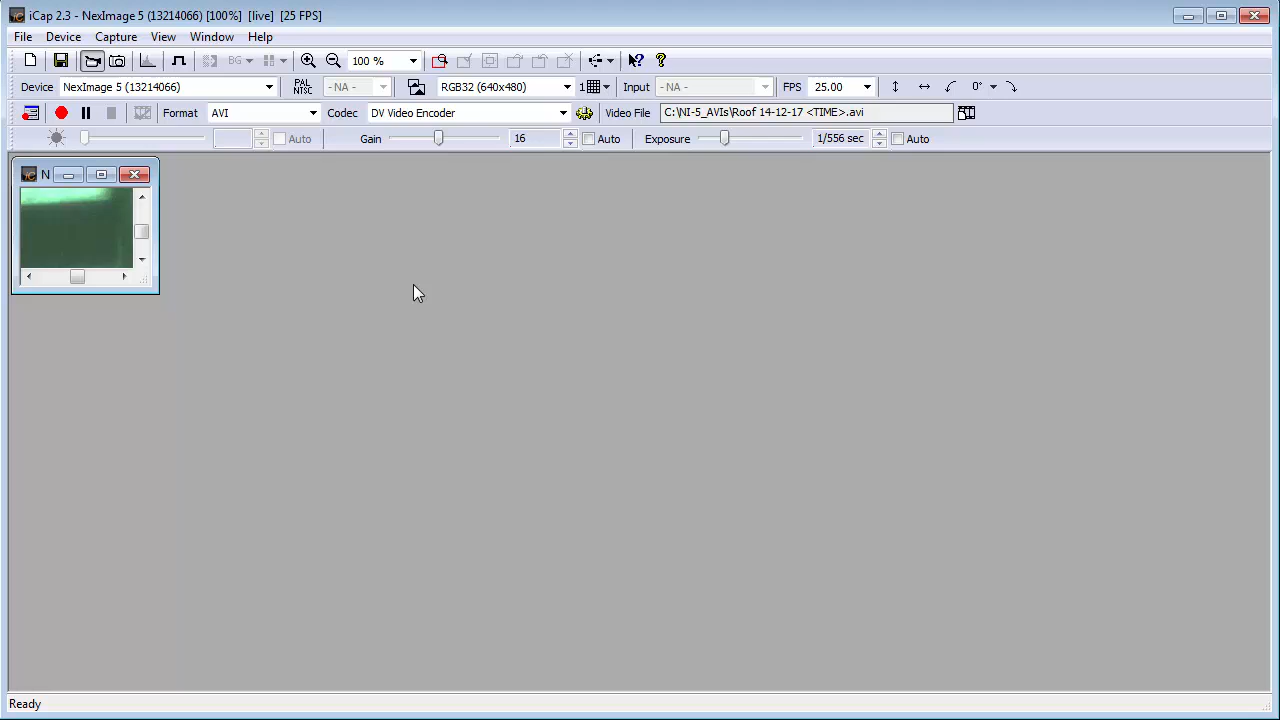 iCap 2.3 - NexImage 5 (13214066) [100%] [live] [25 FPS]
File Device Capture View Window Help
BG 100 %
Device NexImage 5 (13214066) PAL NTSC - NA - RGB32 (640x480) 1 Input - NA - FPS 25.00 0°
Format AVI Codec DV Video Encoder Video File C:\NI-5_AVIs\Roof 14-12-17 <TIME>.avi
Auto Gain 16 Auto Exposure 1/556 sec Auto
N
Ready